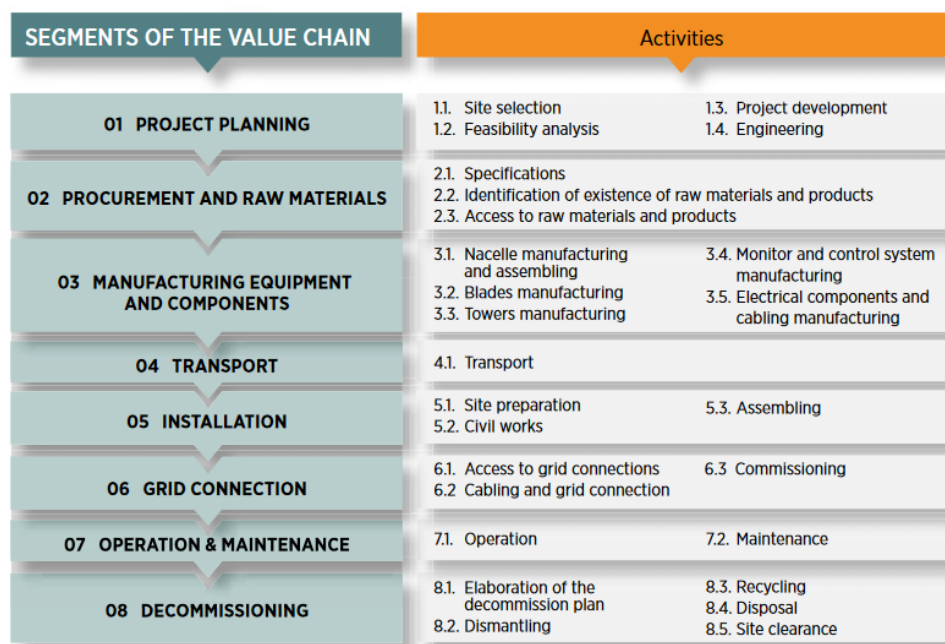 SEGMENTS OF THE VALUE CHAIN
Activities
01 PROJECT PLANNING
1.1. Site selection
1.2. Feasibility analysis
1.3. Project development
1.4. Engineering
02 PROCUREMENT AND RAW MATERIALS
2.1. Specifications
2.2. Identification of existence of raw materials and products
2.3. Access to raw materials and products
03 MANUFACTURING EQUIPMENT
AND COMPONENTS
3.1. Nacelle manufacturing
and assembling
3.2. Blades manufacturing
3.3. Towers manufacturing
3.4. Monitor and control system
manufacturing
3.5. Electrical components and
cabling manufacturing
04 TRANSPORT
4.1. Transport
05 INSTALLATION
5.1. Site preparation
5.2. Civil works
5.3. Assembling
06 GRID CONNECTION
6.1. Access to grid connections
6.2 Cabling and grid connection
6.3 Commissioning
07 OPERATION & MAINTENANCE
7.1. Operation
7.2. Maintenance
08 DECOMMISSIONING
8.1. Elaboration of the
decommission plan
8.2. Dismantling
8.3. Recycling
8.4. Disposal
8.5. Site clearance